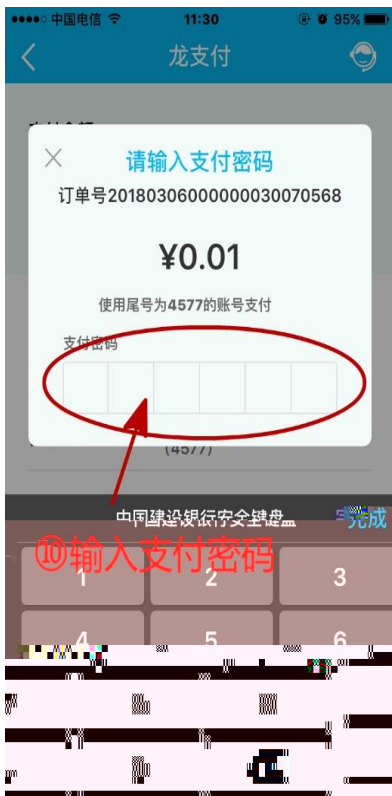 中国电信 11:30 95%
龙支付
请输入支付密码
订单号20180306000000030070568
¥0.01
使用尾号为4577的账号支付
支付密码
(4577)
中国建设银行安全键盘 完成
⑩输入支付密码
1 2 3
4 5 6